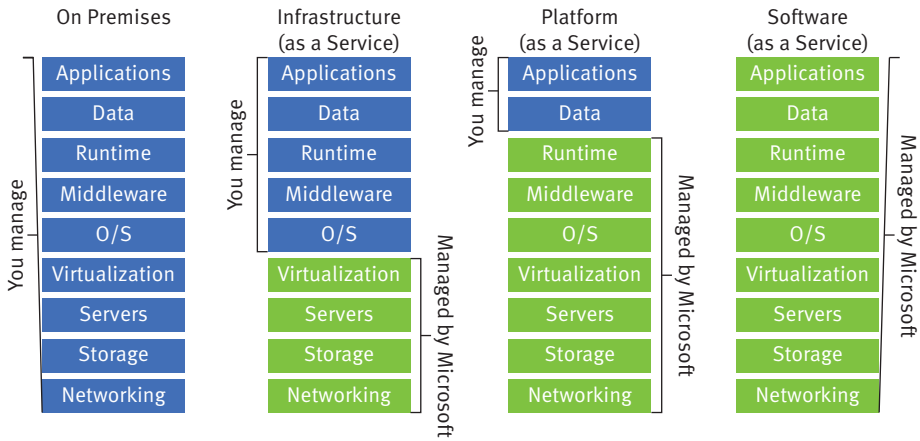 On Premises
You manage
Applications
Data
Runtime
Middleware
O/S
Virtualization
Servers
Storage
Networking
Infrastructure
(as a Service)
You manage
Applications
Data
Runtime
Middleware
O/S
Virtualization
Servers
Storage
Networking
Managed by Microsoft
Platform
(as a Service)
You manage
Applications
Data
Runtime
Middleware
O/S
Virtualization
Servers
Storage
Networking
Managed by Microsoft
Software
(as a Service)
Applications
Data
Runtime
Middleware
O/S
Virtualization
Servers
Storage
Networking
Managed by Microsoft